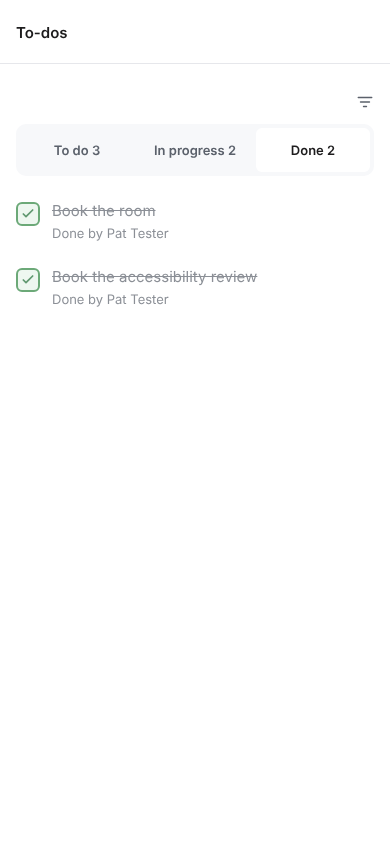 To-dos
To do 3
In progress 2
Done 2
Book the room
Done by Pat Tester
Book the accessibility review
Done by Pat Tester